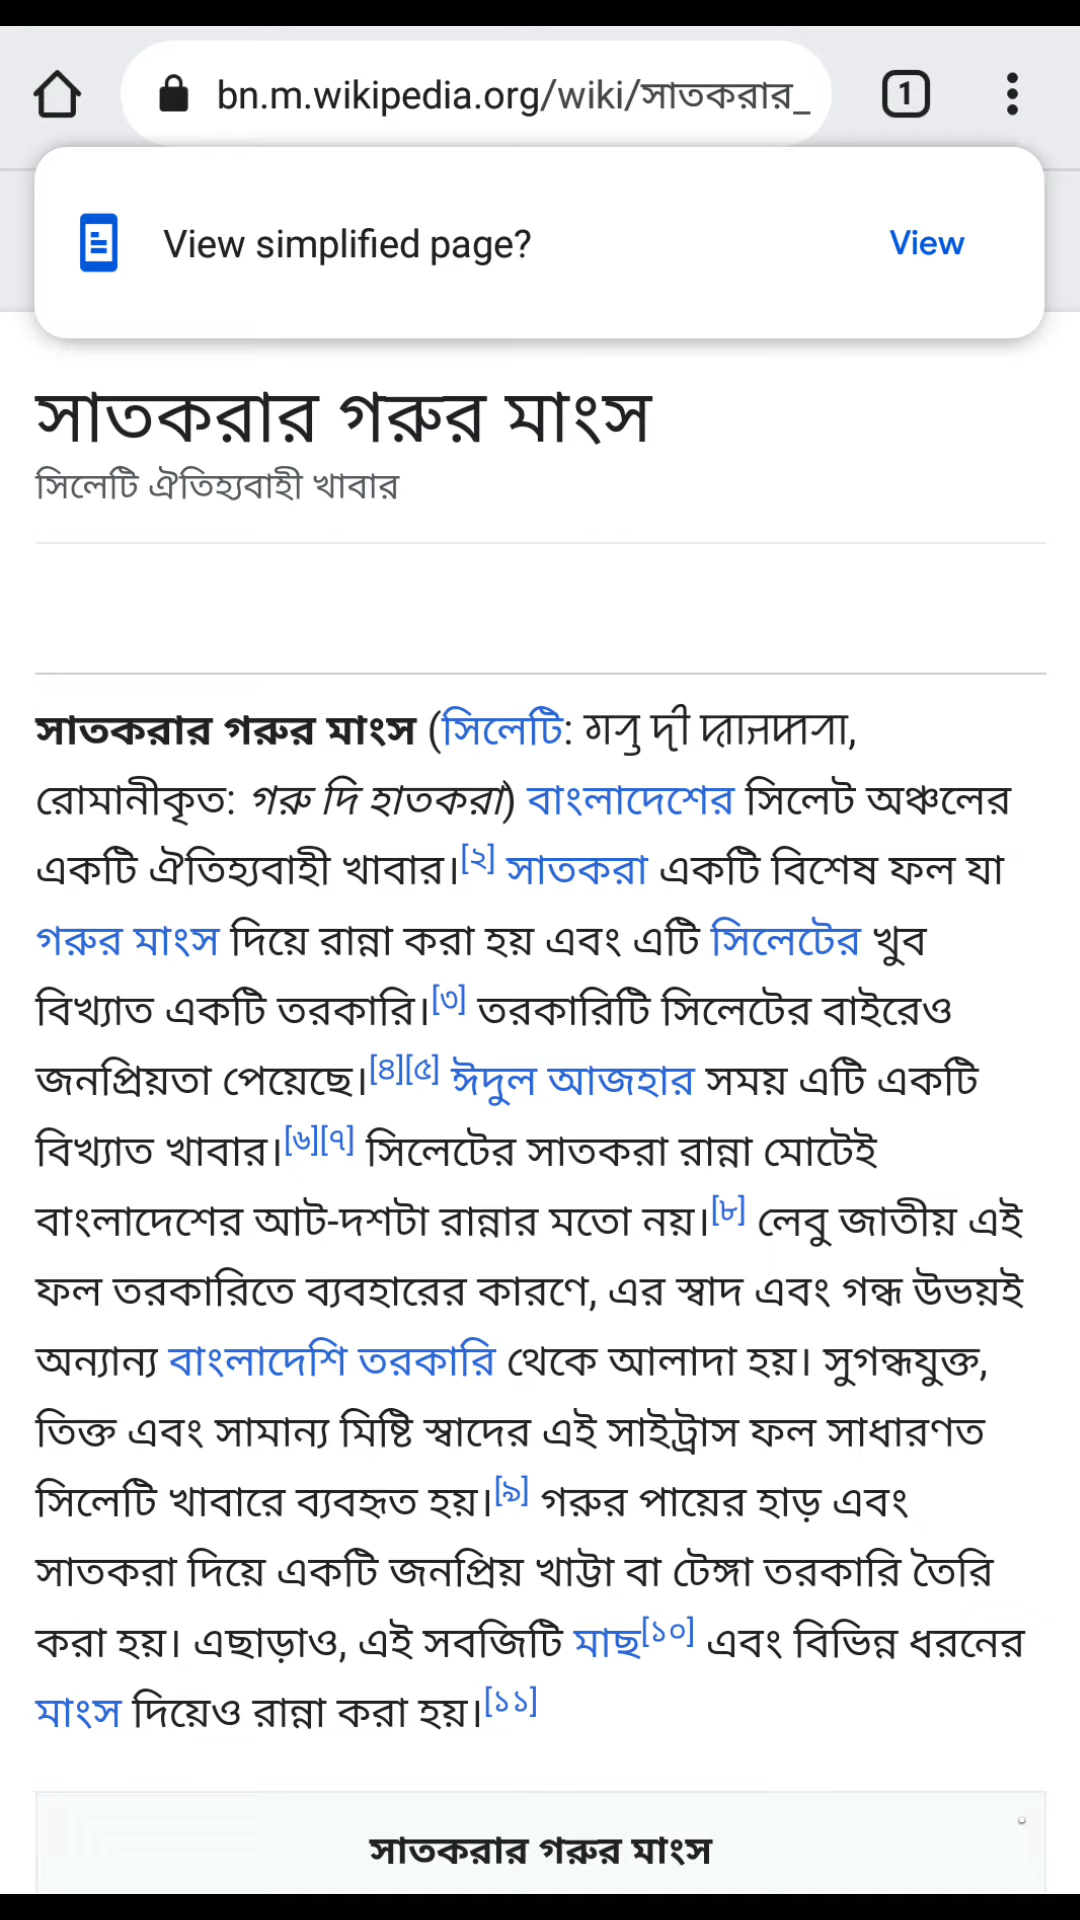 bn.m.wikipedia.org/wiki/সাতকরার_
1
View simplified page?
View
সাতকরার গরুর মাংস
সিলেটি ঐতিহ্যবাহী খাবার
সাতকরার গরুর মাংস (সিলেটি:
রোমানীকৃত: গরু দি হাতকরা) বাংলাদেশের সিলেট অঞ্চলের
একটি ঐতিহ্যবাহী খাবার।[২] সাতকরা একটি বিশেষ ফল যা
গরুর মাংস দিয়ে রান্না করা হয় এবং এটি সিলেটের খুব
বিখ্যাত একটি তরকারি।[৩] তরকারিটি সিলেটের বাইরেও
জনপ্রিয়তা পেয়েছে।[৪][৫] ঈদুল আজহার সময় এটি একটি
বিখ্যাত খাবার।[৬][৭] সিলেটের সাতকরা রান্না মোটেই
বাংলাদেশের আট-দশটা রান্নার মতো নয়।[৮] লেবু জাতীয় এই
ফল তরকারিতে ব্যবহারের কারণে, এর স্বাদ এবং গন্ধ উভয়ই
অন্যান্য বাংলাদেশি তরকারি থেকে আলাদা হয়। সুগন্ধযুক্ত,
তিক্ত এবং সামান্য মিষ্টি স্বাদের এই সাইট্রাস ফল সাধারণত
সিলেটি খাবারে ব্যবহৃত হয়।[৯] গরুর পায়ের হাড় এবং
সাতকরা দিয়ে একটি জনপ্রিয় খাট্টা বা টেঙ্গা তরকারি তৈরি
করা হয়। এছাড়াও, এই সবজিটি মাছ[১০] এবং বিভিন্ন ধরনের
মাংস দিয়েও রান্না করা হয়।[১১]
সাতকরার গরুর মাংস